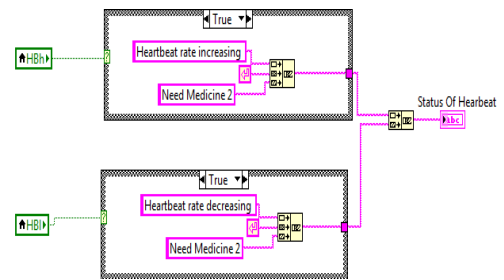 True
HBh
Heartbeat rate increasing
Need Medicine 2
Status Of Hearbeat
abc
True
HBl
Heartbeat rate decreasing
Need Medicine 2